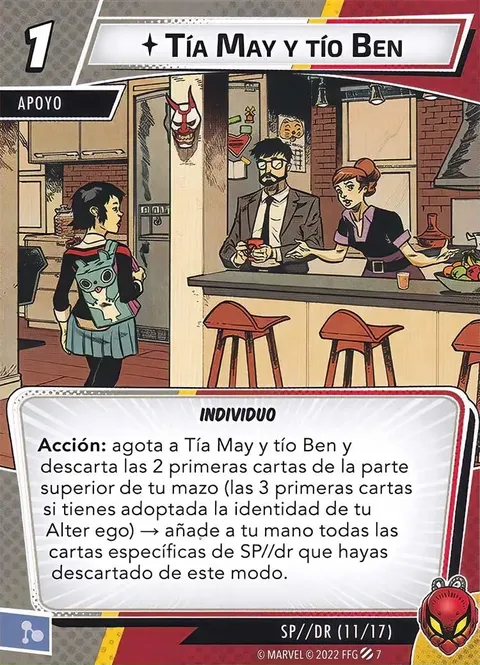 1
TÍA MAY Y TÍO BEN
APOYO
INDIVIDUO
Acción: agota a Tía May y tío Ben y
descarta las 2 primeras cartas de la parte
superior de tu mazo (las 3 primeras cartas
si tienes adoptada la identidad de tu
Alter ego) → añade a tu mano todas las
cartas específicas de SP//dr que hayas
descartado de este modo.
SP//DR (11/17)
© MARVEL © 2022 FFG 7